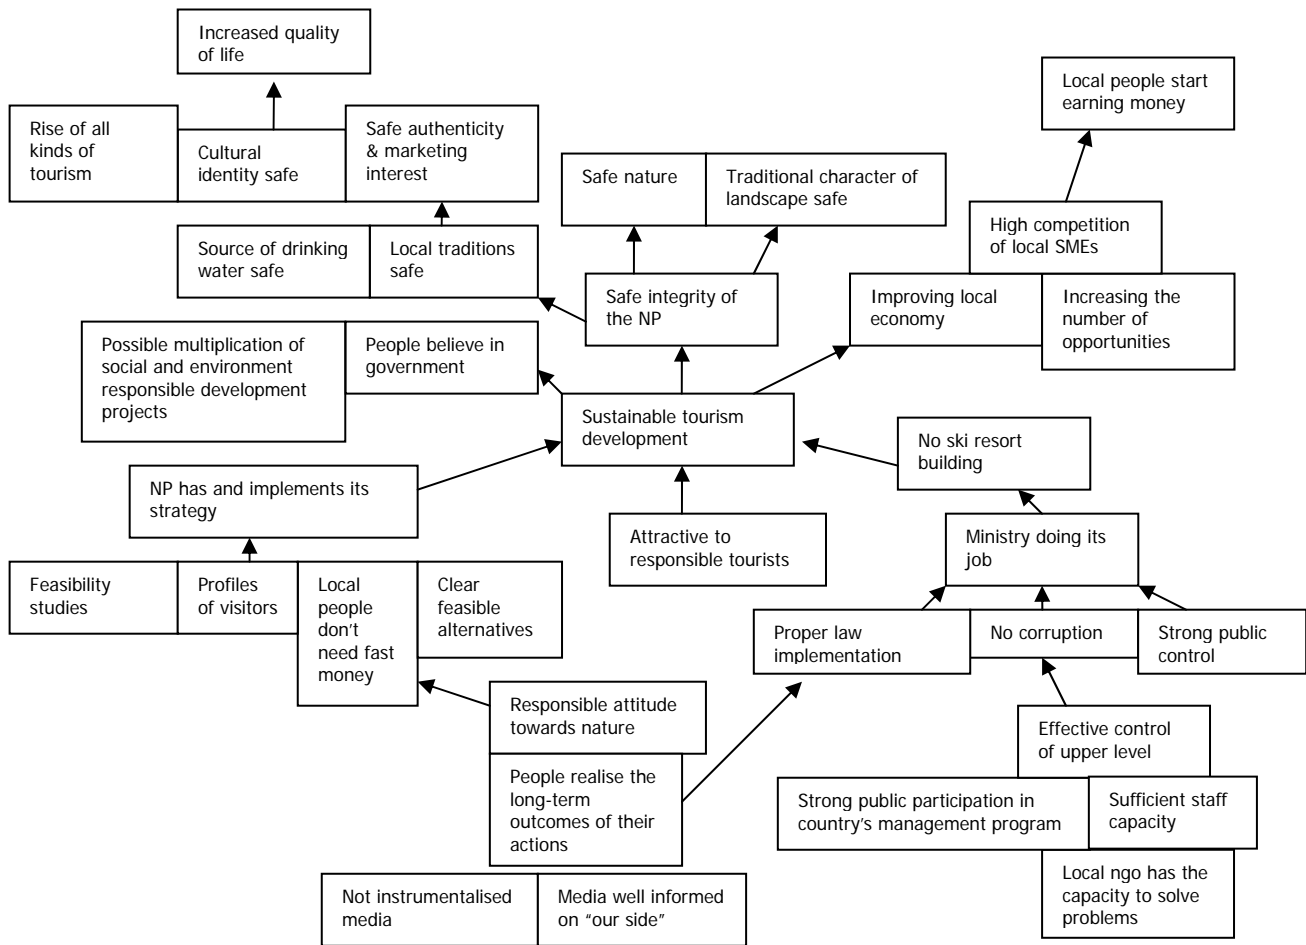 Increased quality
of life
Local people start
earning money
Rise of all
kinds of
tourism
Cultural
identity safe
Safe authenticity
& marketing
interest
Safe nature
Traditional character of
landscape safe
High competition
of local SMEs
Source of drinking
water safe
Local traditions
safe
Safe integrity of
the NP
Improving local
economy
Increasing the
number of
opportunities
Possible multiplication of
social and environment
responsible development
projects
People believe in
government
Sustainable tourism
development
No ski resort
building
NP has and implements its
strategy
Attractive to
responsible tourists
Ministry doing its
job
Feasibility
studies
Profiles
of visitors
Local
people
don't
need fast
money
Clear
feasible
alternatives
Proper law
implementation
No corruption
Strong public
control
Responsible attitude
towards nature
Effective control
of upper level
People realise the
long-term
outcomes of their
actions
Strong public participation in
country's management program
Sufficient staff
capacity
Local ngo has the
capacity to solve
problems
Not instrumentalised
media
Media well informed
on “our side”